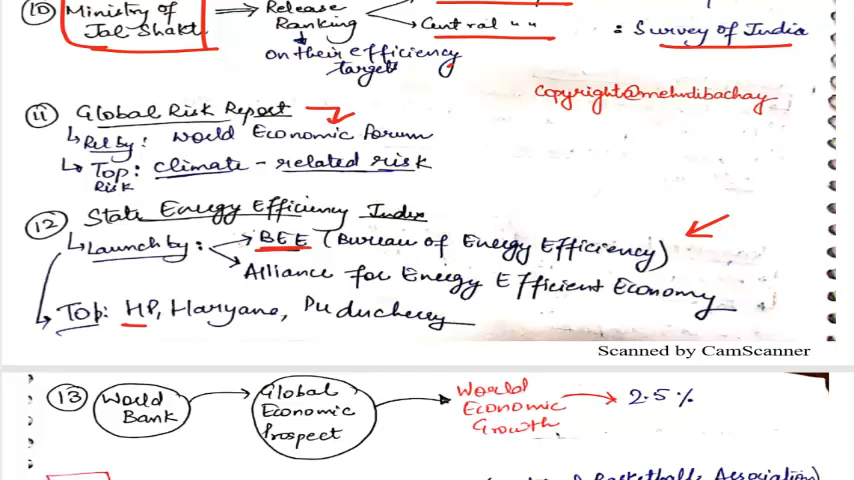 10 Ministry of Jal Shakti ⇒ Release Ranking
→ Central " "
: Survey of India
on their efficiency target
Copyright@mehndibachay
11 Global Risk Report
↳ Rel by: World Economic Forum
↳ Top Risk: climate-related risk
12 State Energy Efficiency Index
↳ Launch by: → BEE (Bureau of Energy Efficiency)
→ Alliance for Energy Efficient Economy
↳ Top: HP, Haryana, Puducherry
Scanned by CamScanner
13 World Bank → Global Economic Prospect → World Economic Growth → 2.5%
Basketball Association)